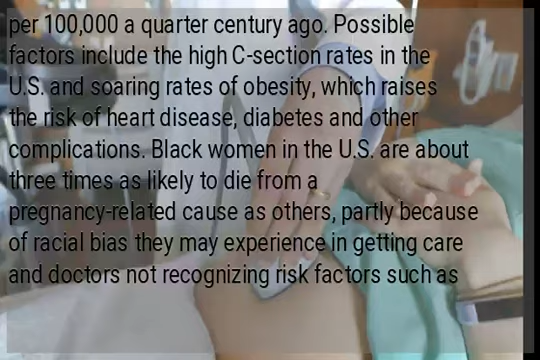 per 100,000 a quarter century ago. Possible
factors include the high C-section rates in the
U.S. and soaring rates of obesity, which raises
the risk of heart disease, diabetes and other
complications. Black women in the U.S. are about
three times as likely to die from a
pregnancy-related cause as others, partly because
of racial bias they may experience in getting care
and doctors not recognizing risk factors such as